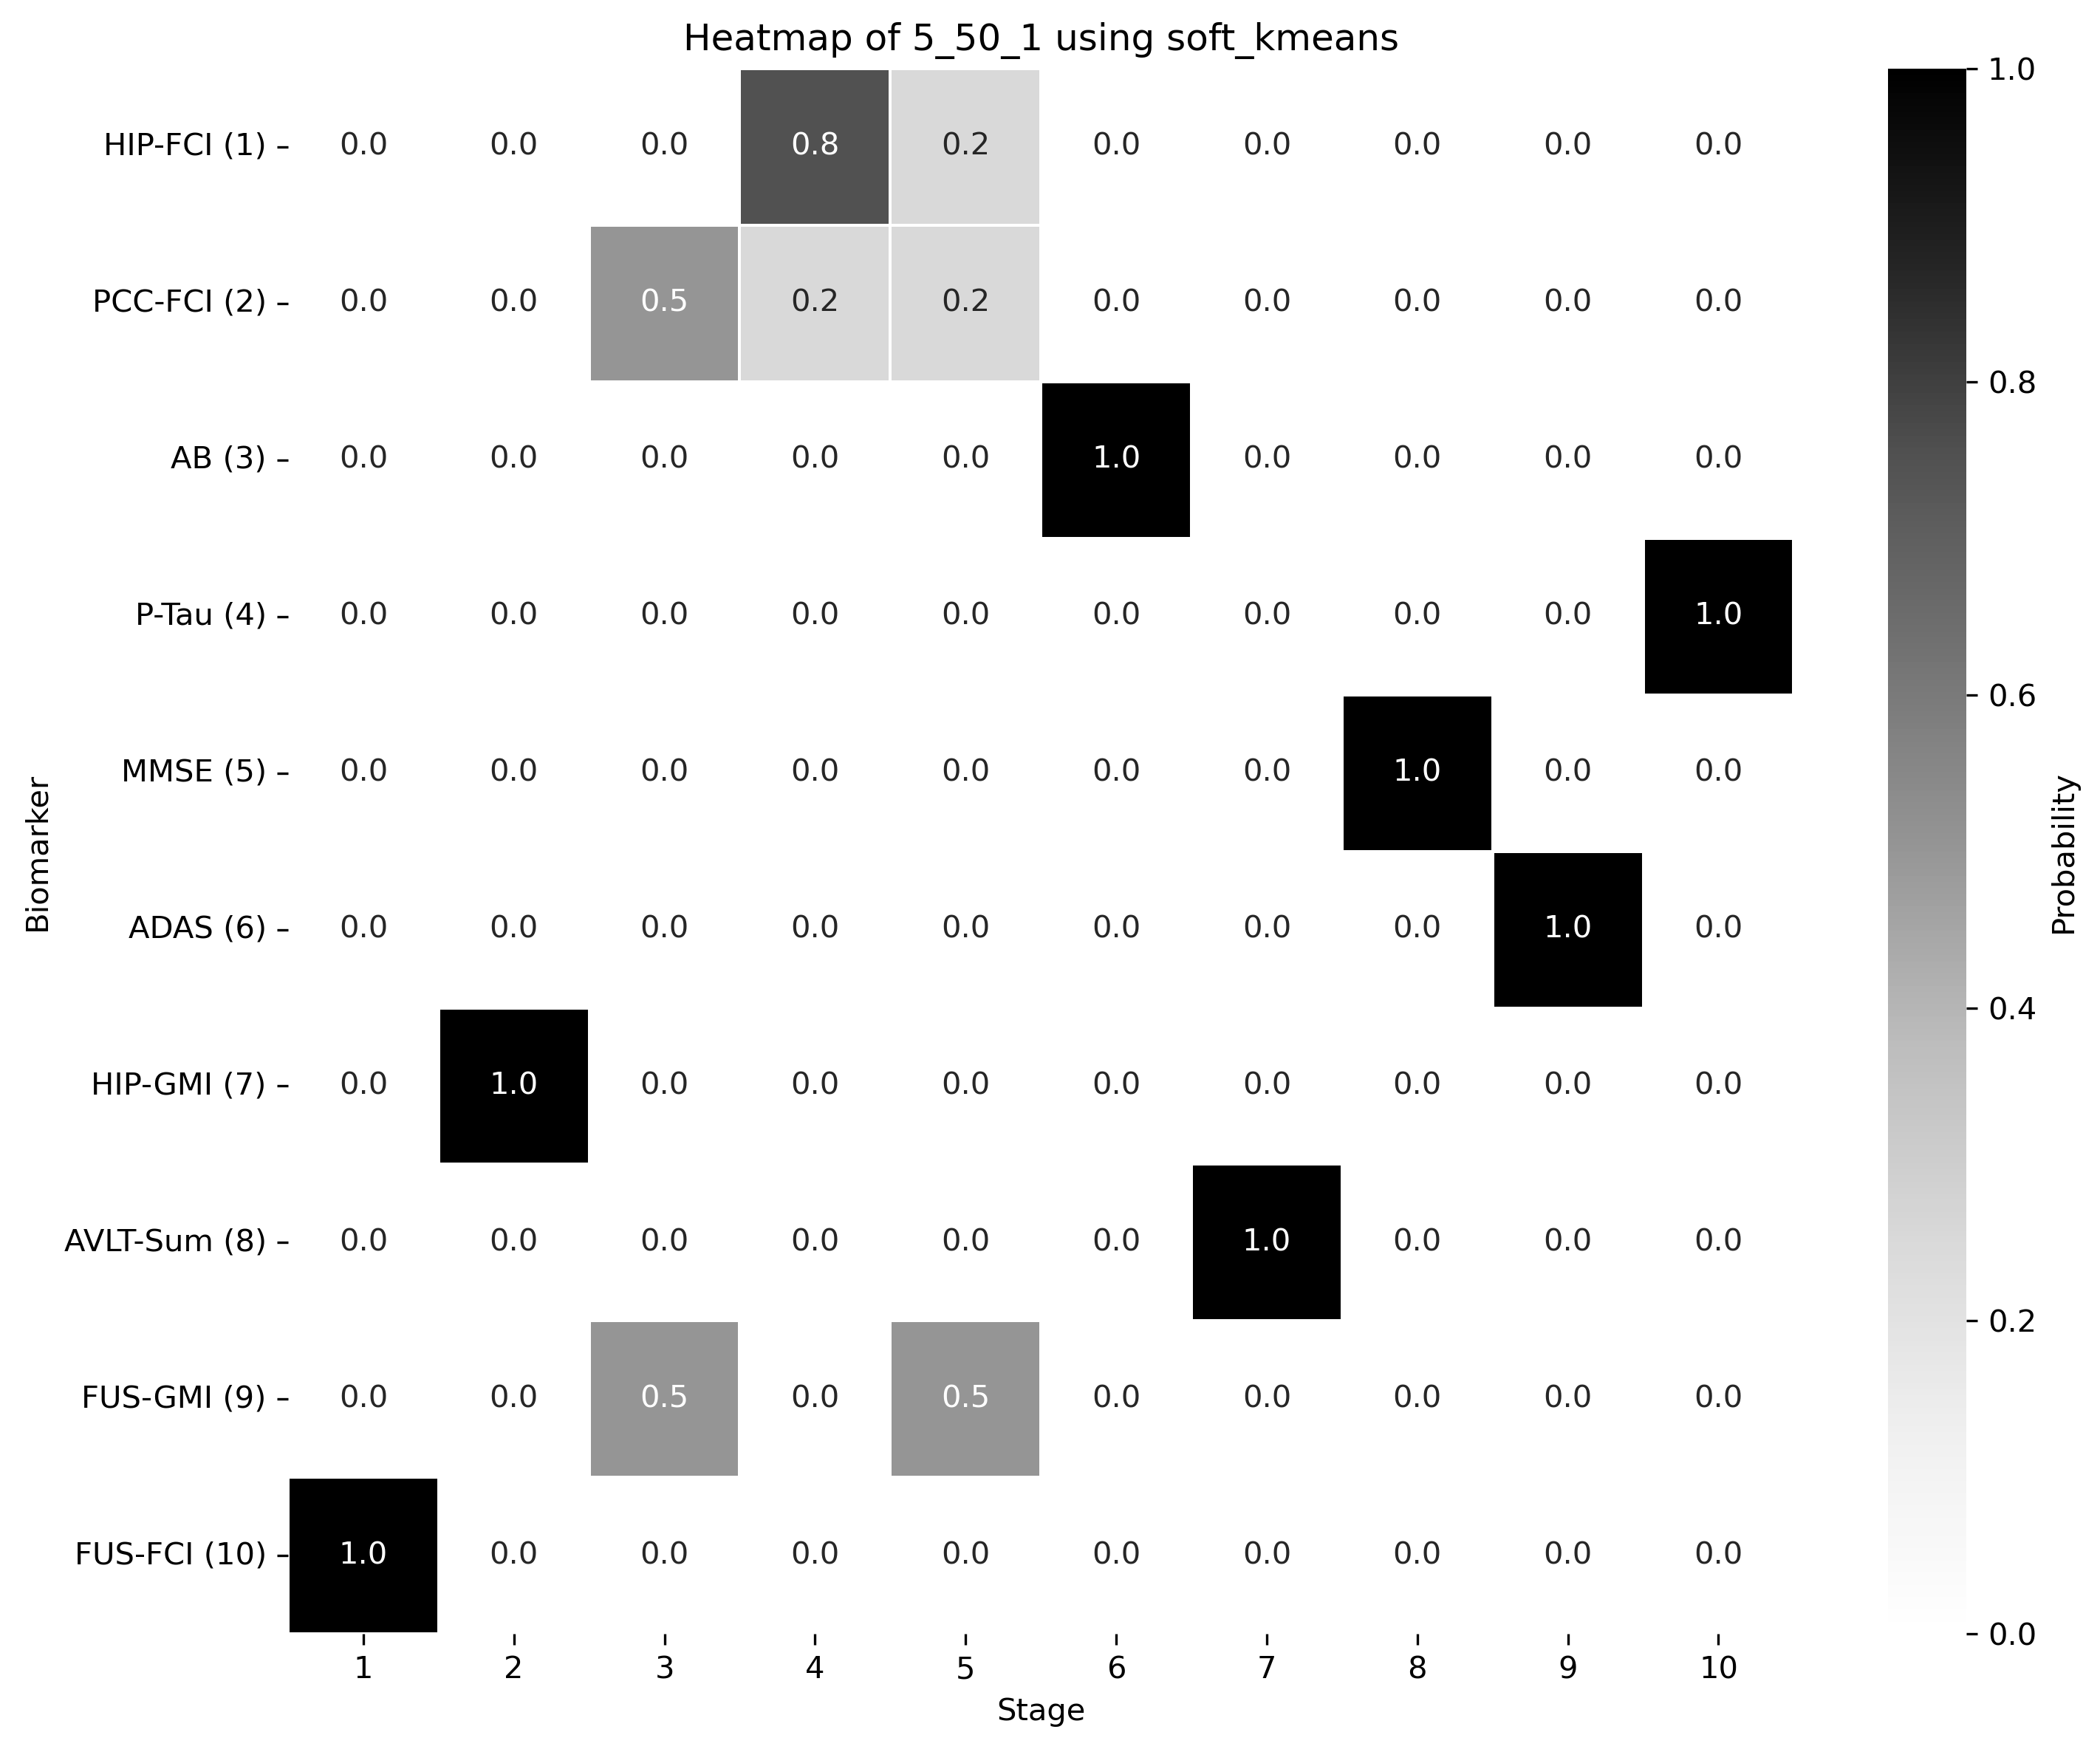 Heatmap of 5_50_1 using soft_kmeans
HIP-FCI (1) 0.0 0.0 0.0 0.8 0.2 0.0 0.0 0.0 0.0 0.0
PCC-FCI (2) 0.0 0.0 0.5 0.2 0.2 0.0 0.0 0.0 0.0 0.0
AB (3) 0.0 0.0 0.0 0.0 0.0 1.0 0.0 0.0 0.0 0.0
P-Tau (4) 0.0 0.0 0.0 0.0 0.0 0.0 0.0 0.0 0.0 1.0
MMSE (5) 0.0 0.0 0.0 0.0 0.0 0.0 0.0 1.0 0.0 0.0
ADAS (6) 0.0 0.0 0.0 0.0 0.0 0.0 0.0 0.0 1.0 0.0
HIP-GMI (7) 0.0 1.0 0.0 0.0 0.0 0.0 0.0 0.0 0.0 0.0
AVLT-Sum (8) 0.0 0.0 0.0 0.0 0.0 0.0 1.0 0.0 0.0 0.0
FUS-GMI (9) 0.0 0.0 0.5 0.0 0.5 0.0 0.0 0.0 0.0 0.0
FUS-FCI (10) 1.0 0.0 0.0 0.0 0.0 0.0 0.0 0.0 0.0 0.0
1 2 3 4 5 6 7 8 9 10
Stage
Biomarker
1.0
0.8
0.6
0.4
0.2
0.0
Probability